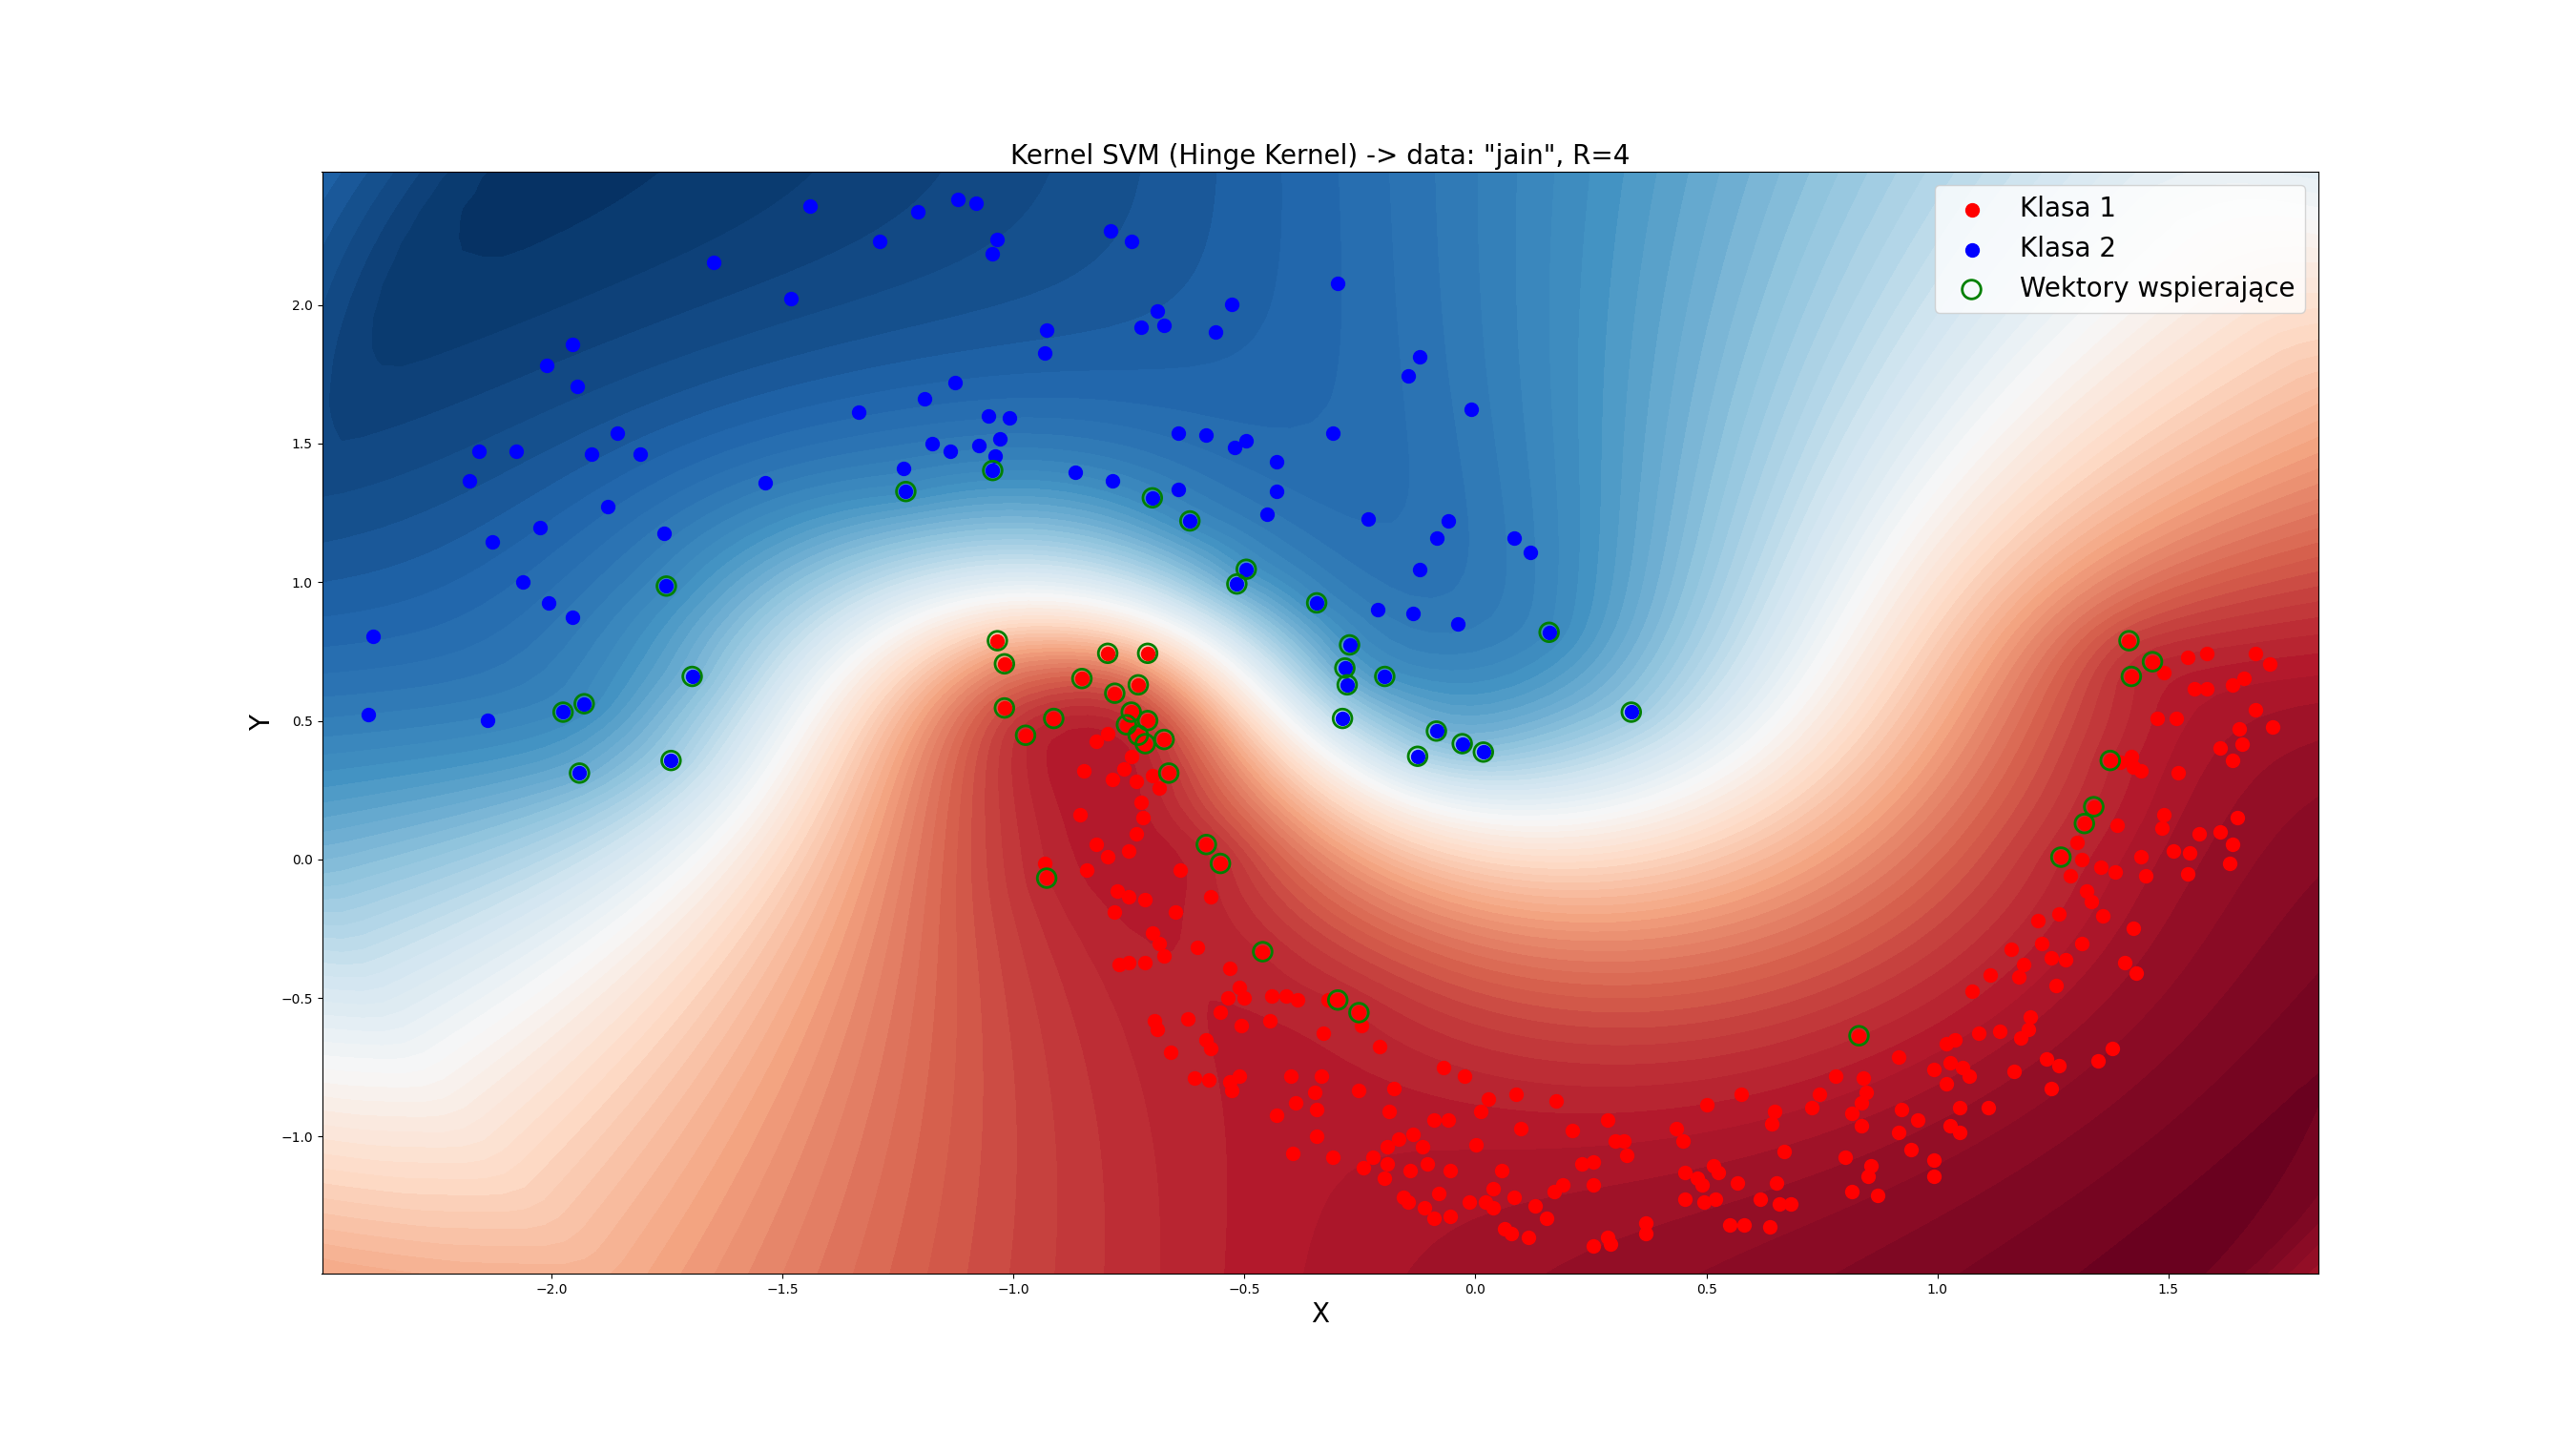 Kernel SVM (Hinge Kernel) -> data: "jain", R=4
Klasa 1
Klasa 2
Wektory wspierające
2.0
1.5
1.0
0.5
0.0
−0.5
−1.0
Y
−2.0 −1.5 −1.0 −0.5 0.0 0.5 1.0 1.5
X